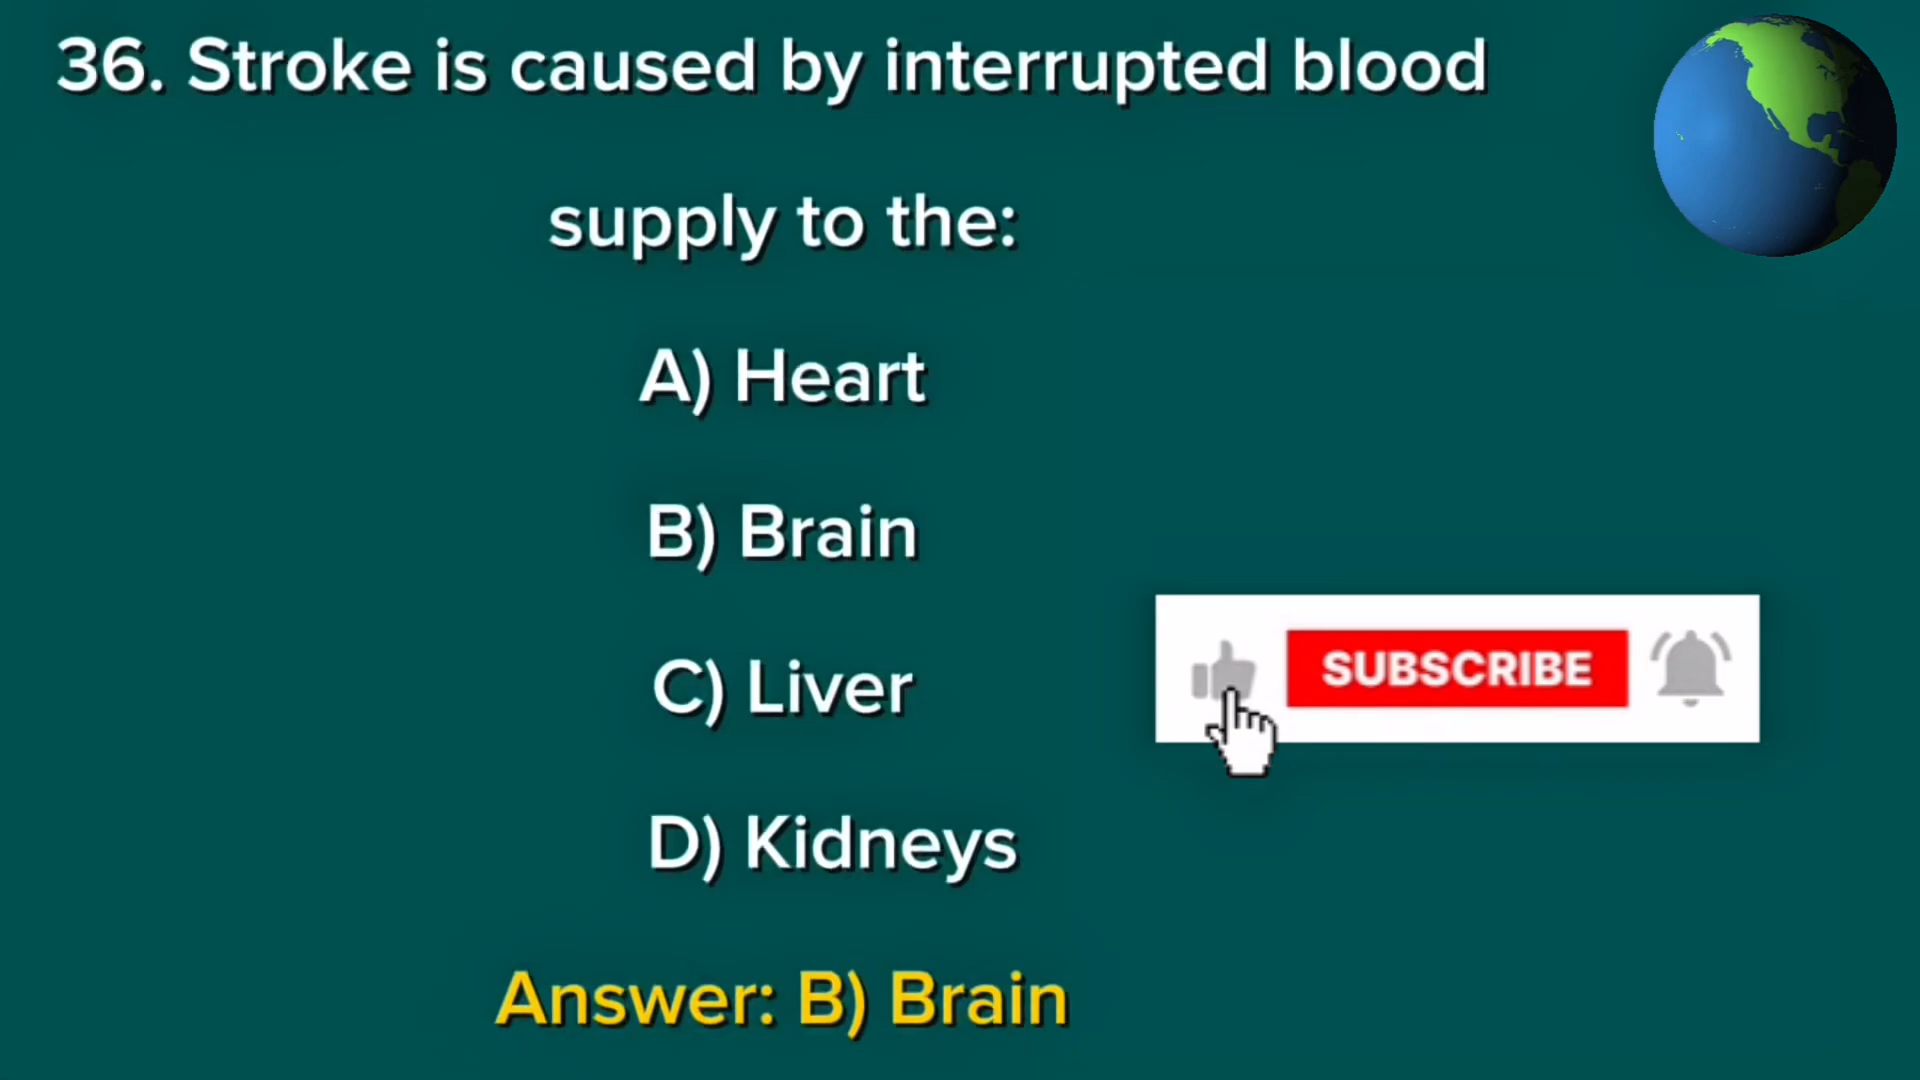 36. Stroke is caused by interrupted blood
supply to the:
A) Heart
B) Brain
C) Liver
D) Kidneys
Answer: B) Brain
SUBSCRIBE